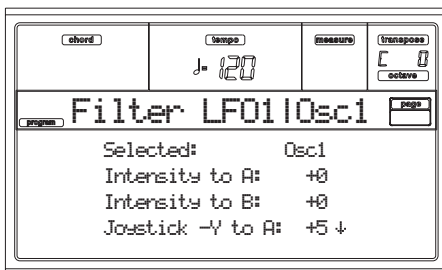 chord tempo measure transpose
♩= 120 C 0
octave
program Filter LFO1|Osc1 page
Selected: Osc1
Intensity to A: +0
Intensity to B: +0
Joystick -Y to A: +5 ↓